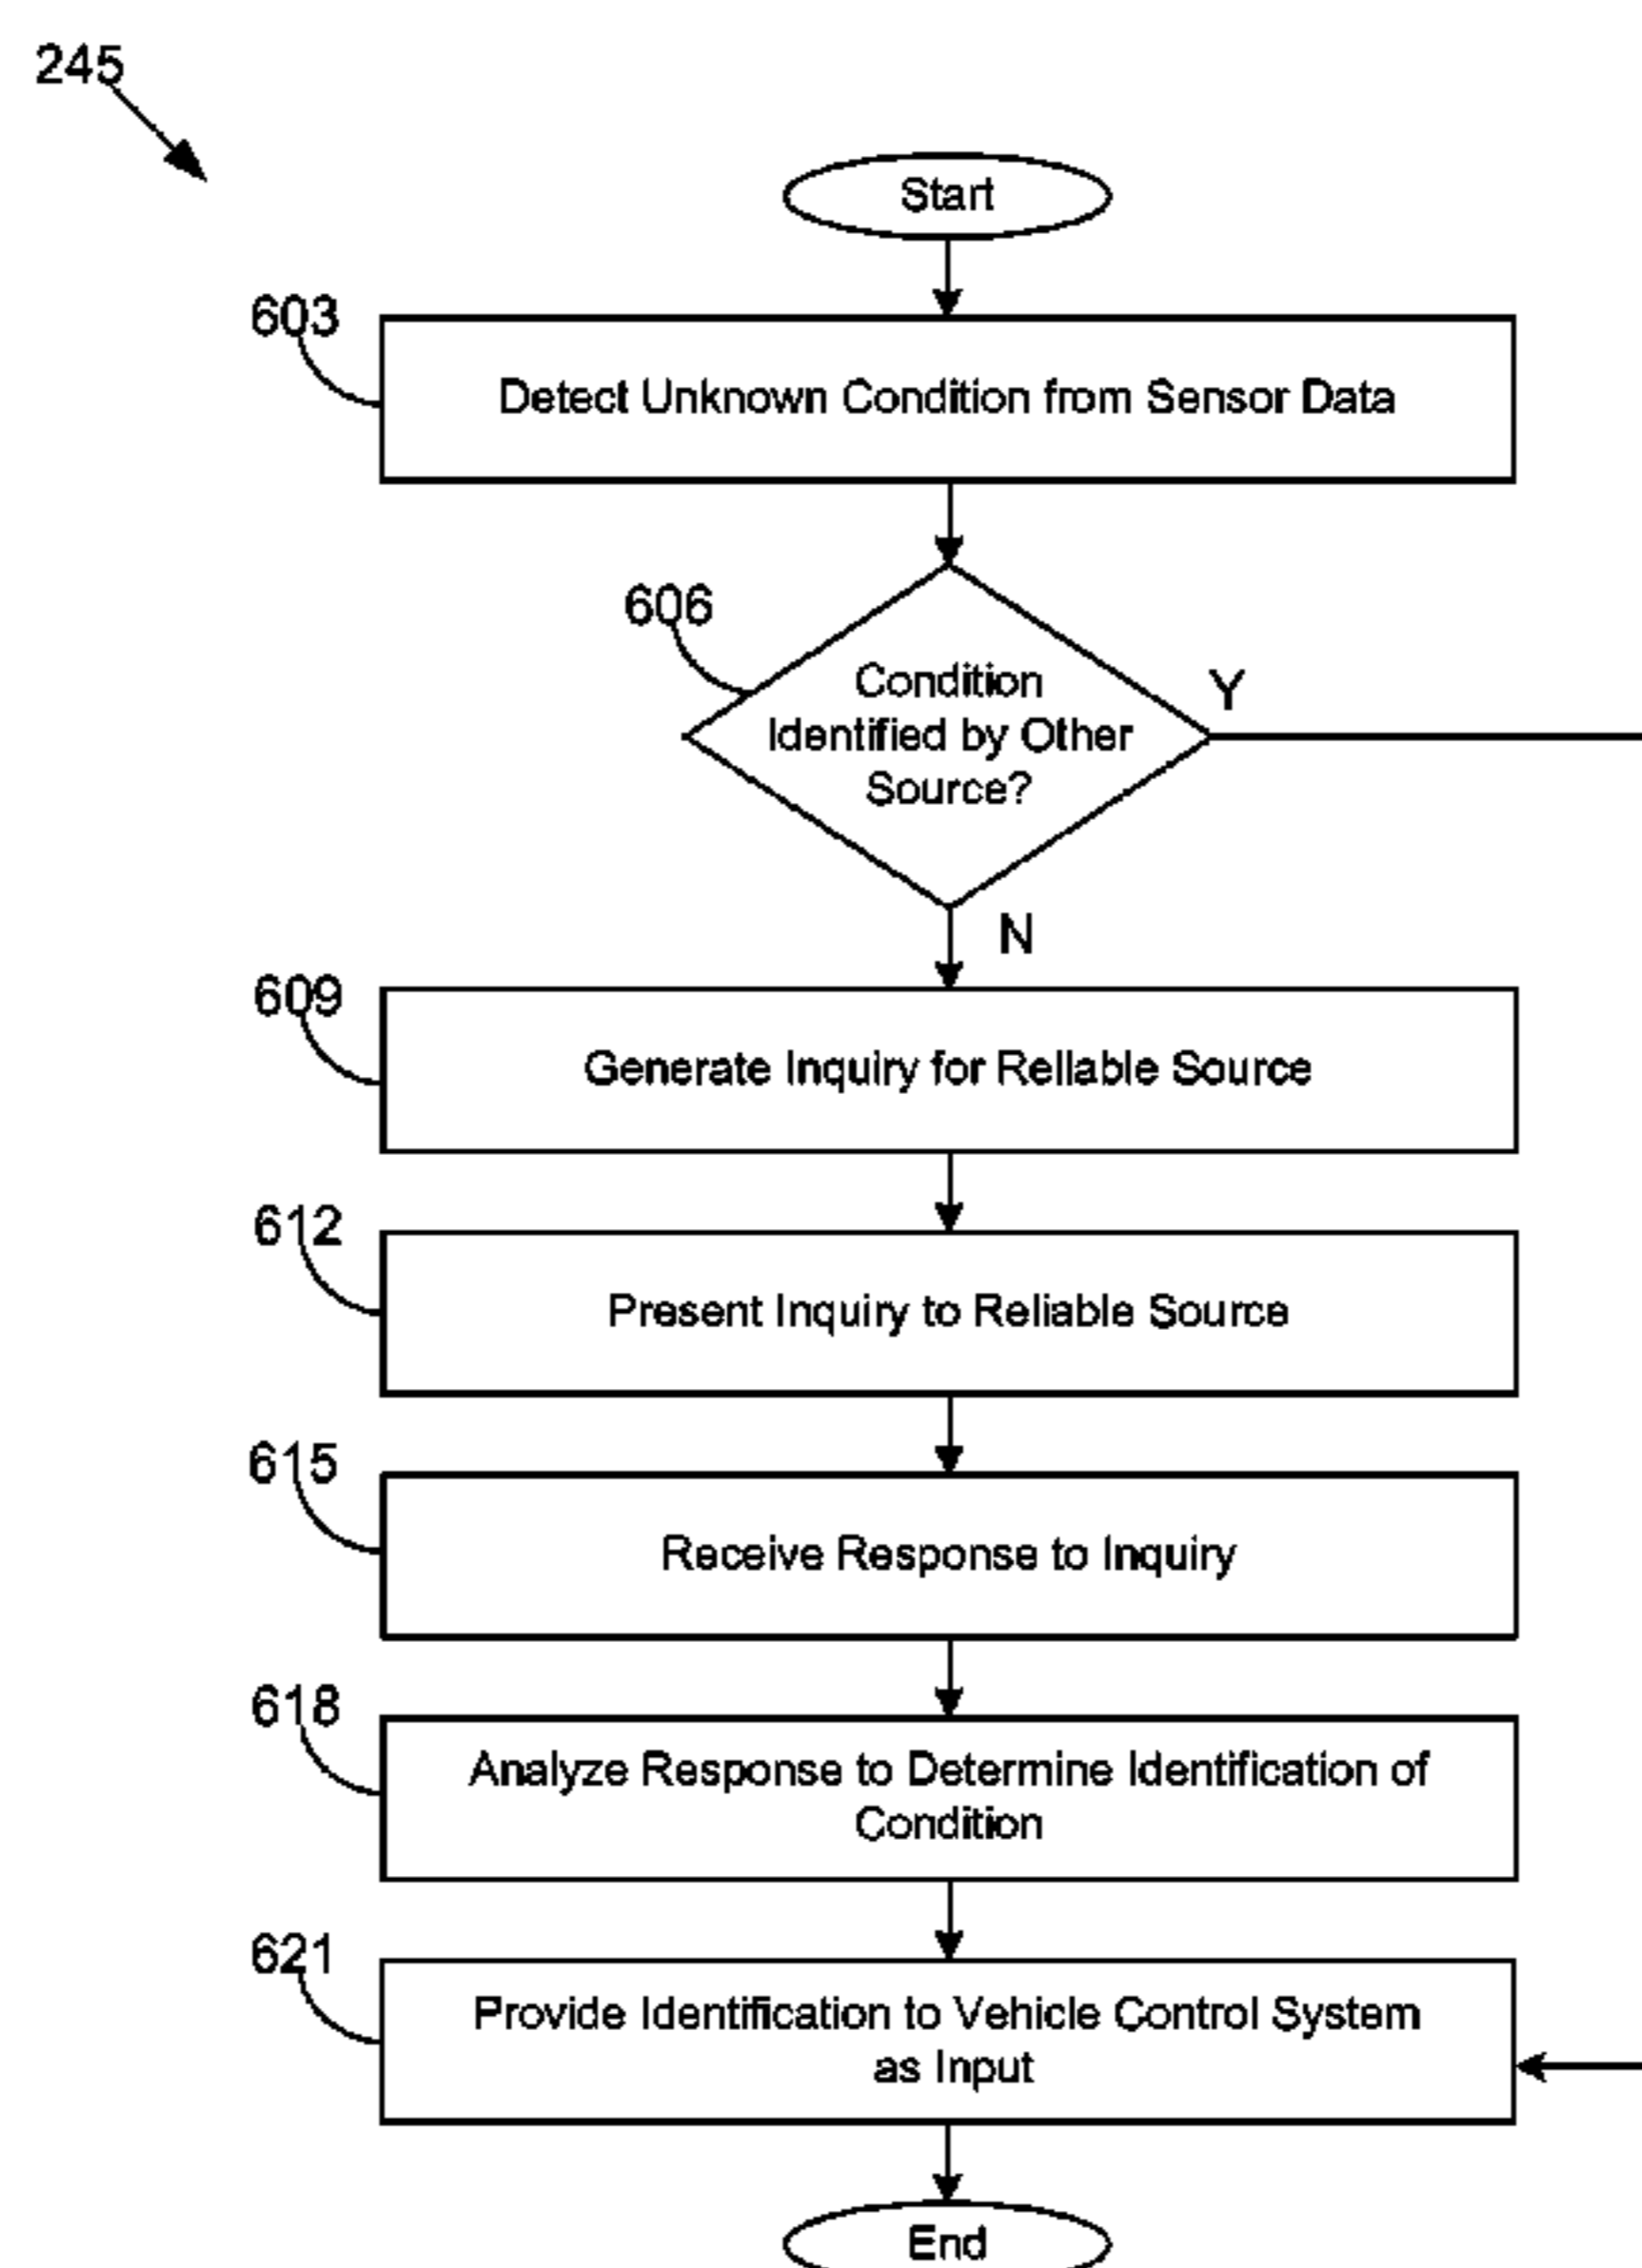 245
Start
603
Detect Unknown Condition from Sensor Data
606
Condition
Identified by Other
Source?
Y
N
609
Generate Inquiry for Reliable Source
612
Present Inquiry to Reliable Source
615
Receive Response to Inquiry
618
Analyze Response to Determine Identification of
Condition
621
Provide Identification to Vehicle Control System
as Input
End